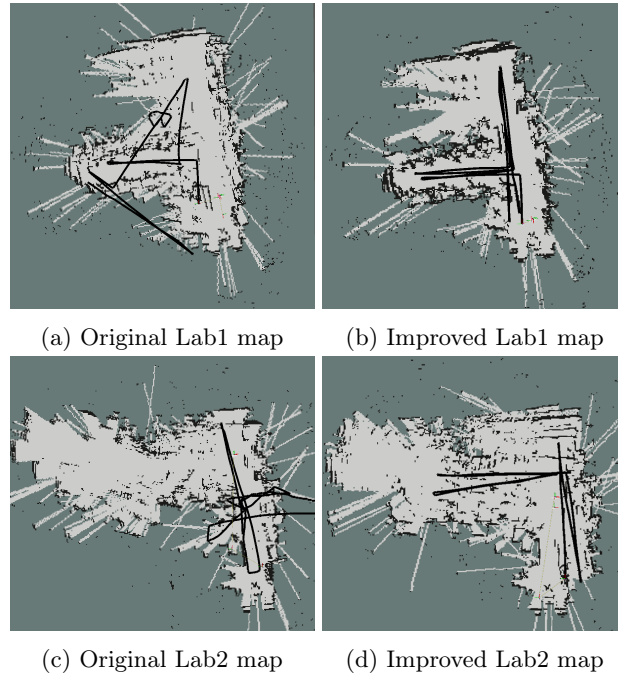 (a) Original Lab1 map
(b) Improved Lab1 map
(c) Original Lab2 map
(d) Improved Lab2 map